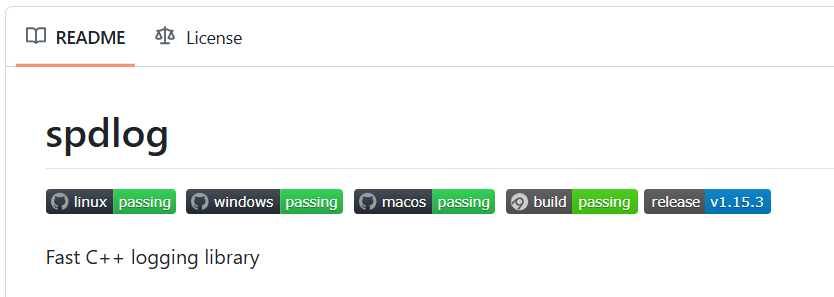 README License
spdlog
linux passing windows passing macos passing build passing release v1.15.3
Fast C++ logging library